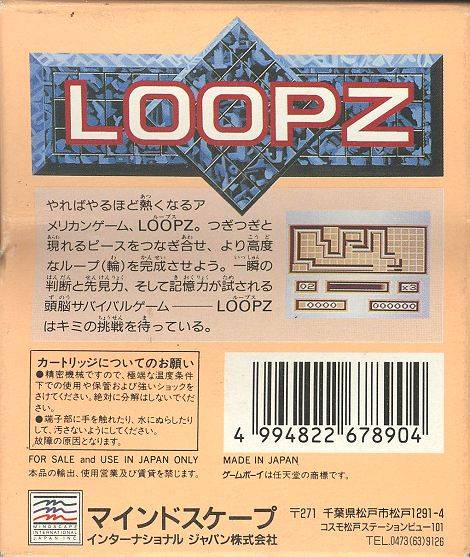 LOOPZ
やればやるほど熱くなるア
メリカンゲーム、LOOPZ。つぎつぎと
現れるピースをつなぎ合せ、より高度
なループ(輪)を完成させよう。一瞬の
判断と先見力、そして記憶力が試される
頭脳サバイバルゲーム——LOOPZ
はキミの挑戦を待っている。
02
x3
00000
0000
カートリッジについてのお願い
●精密機械ですので、極端な温度条件
下での使用や保管および強いショックを
さけてください。絶対に分解はしないでく
ださい。
●端子部に手を触れたり、水にぬらしたり
して、汚さないようにしてください。
故障の原因となります。
FOR SALE and USE IN JAPAN ONLY
本品の輸出、使用営業及び賃貸を禁じます。
4 994822 678904
MADE IN JAPAN
ゲームボーイは任天堂の商標です。
MINDSCAPE
INTERNATIONAL
JAPAN INC.
マインドスケープ
インターナショナル ジャパン株式会社
〒271 千葉県松戸市松戸1291-4
コスモ松戸ステーションビュー101
TEL.0473(63)9126